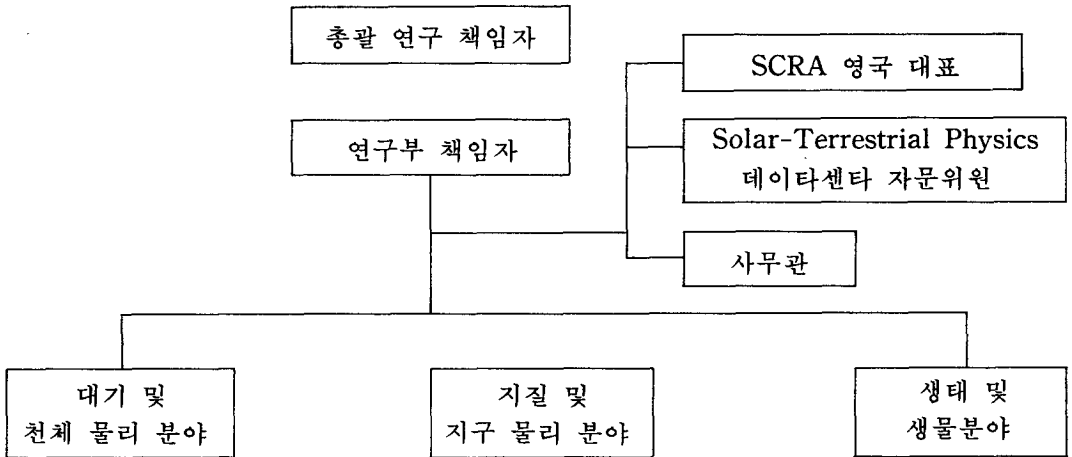 총괄 연구 책임자
SCRA 영국 대표
연구부 책임자
Solar-Terrestrial Physics
데이타센타 자문위원
사무관
대기 및
천체 물리 분야
지질 및
지구 물리 분야
생태 및
생물분야